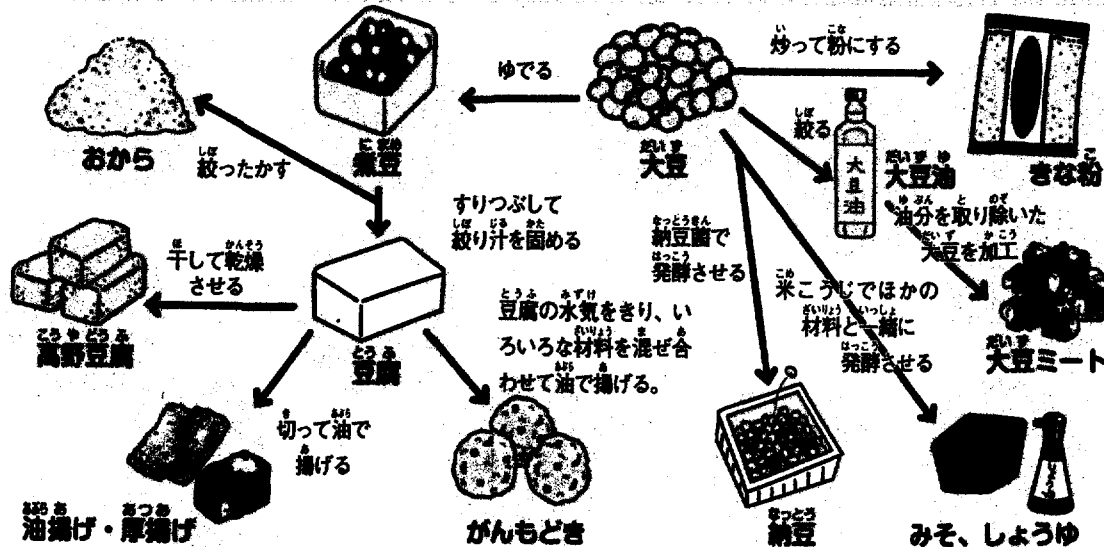 おから
絞ったかす
煮豆
ゆでる
大豆
炒って粉にする
きな粉
絞る
大豆油
大豆油
油分を取り除いた
大豆を加工
大豆ミート
すりつぶして
絞り汁を固める
豆腐
干して乾燥
させる
高野豆腐
切って油で
揚げる
油揚げ・厚揚げ
豆腐の水気をきり、い
ろいろな材料を混ぜ合
わせて油で揚げる。
がんもどき
納豆菌で
発酵させる
納豆
米こうじでほかの
材料と一緒に
発酵させる
みそ、しょうゆ
しょうゆ